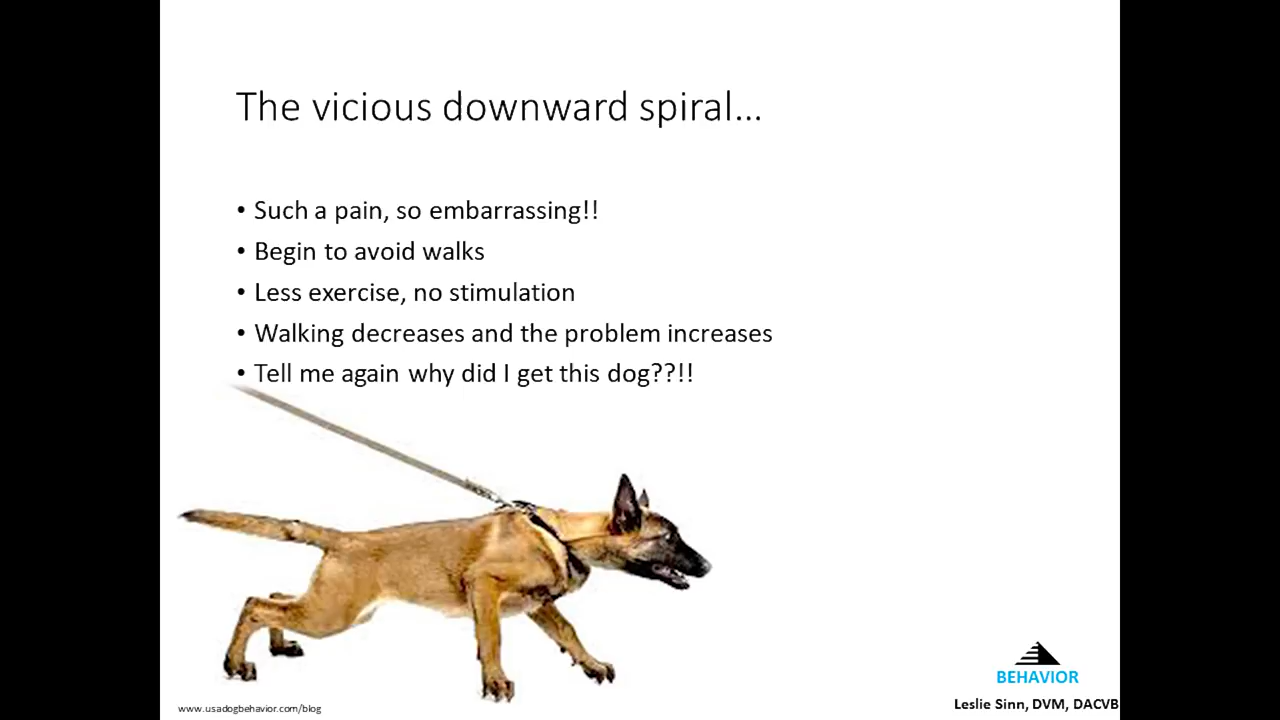 The vicious downward spiral...
• Such a pain, so embarrassing!!
• Begin to avoid walks
• Less exercise, no stimulation
• Walking decreases and the problem increases
• Tell me again why did I get this dog??!!
BEHAVIOR
Leslie Sinn, DVM, DACVB
www.usadogbehavior.com/blog